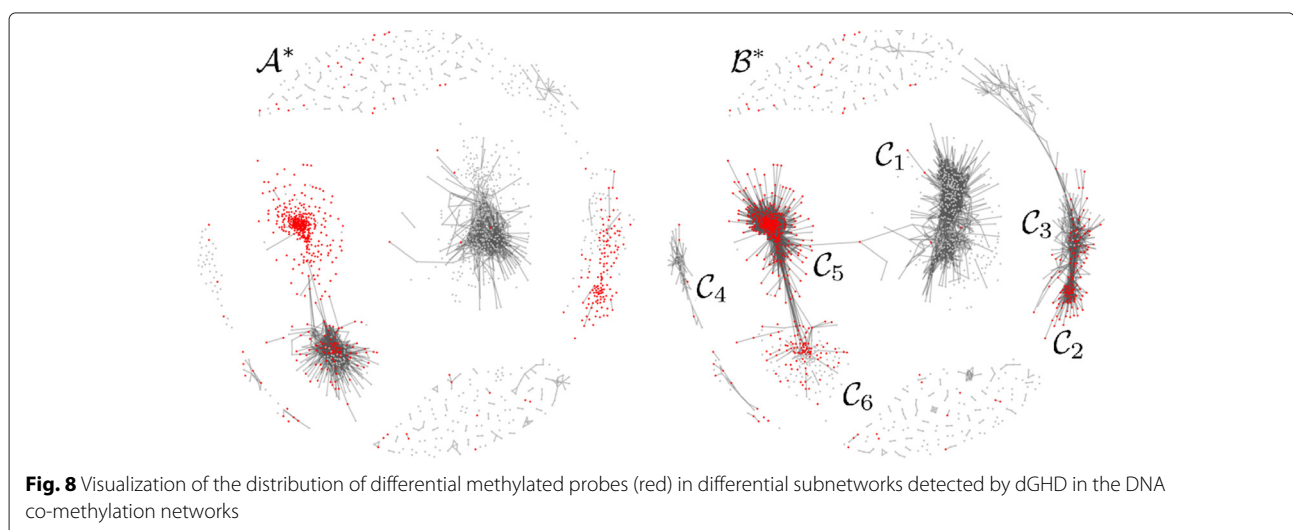 𝒜*
ℬ*
𝒞₁
𝒞₃
𝒞₅
𝒞₄
𝒞₂
𝒞₆
Fig. 8 Visualization of the distribution of differential methylated probes (red) in differential subnetworks detected by dGHD in the DNA
co-methylation networks